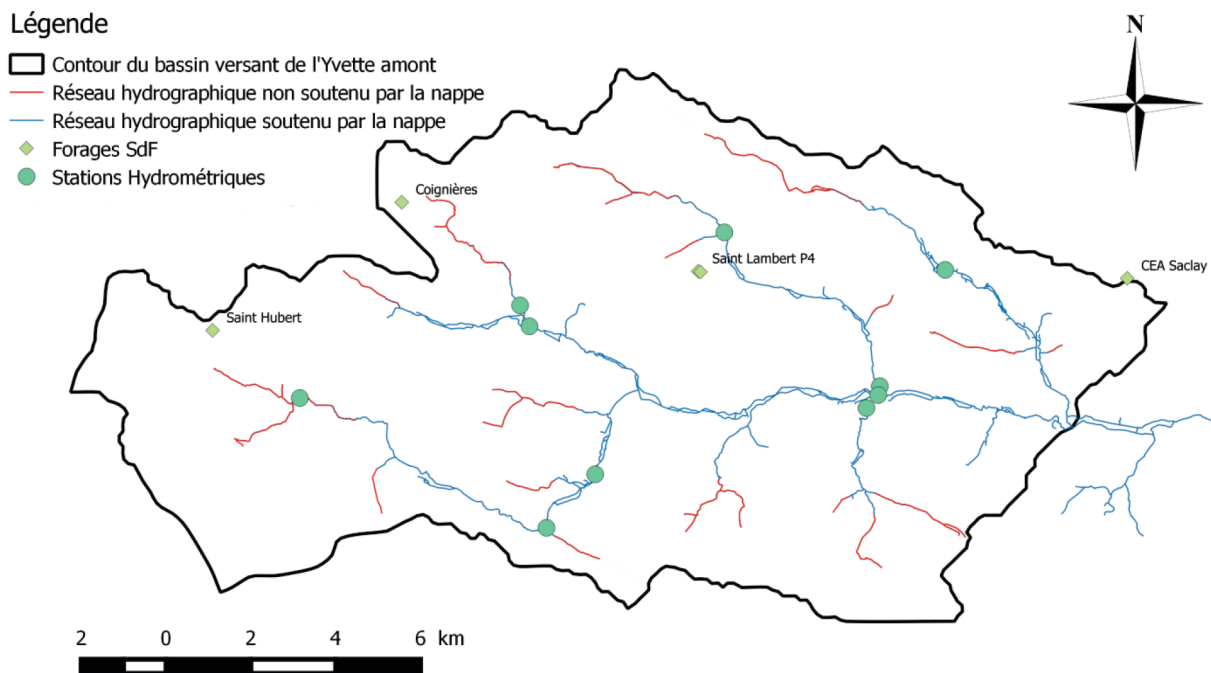 Légende
Contour du bassin versant de l'Yvette amont
Réseau hydrographique non soutenu par la nappe
Réseau hydrographique soutenu par la nappe
Forages SdF
Stations Hydrométriques
N
Coignières
Saint Lambert P4
CEA Saclay
Saint Hubert
2 0 2 4 6 km